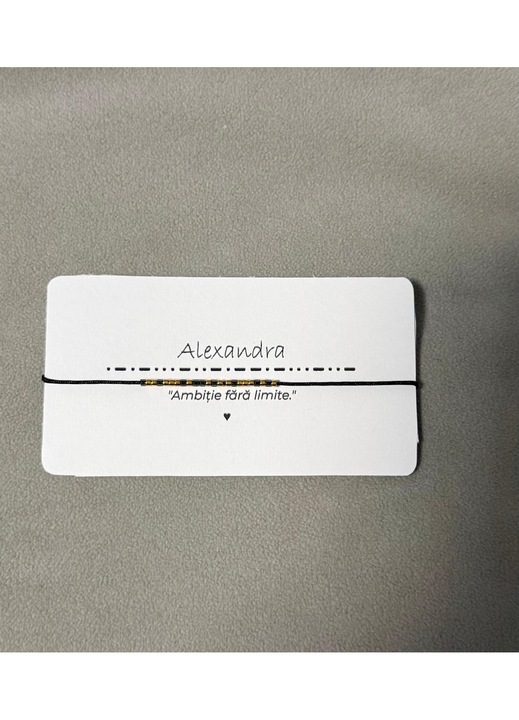 Alexandra
"Ambiție fără limite."
♥